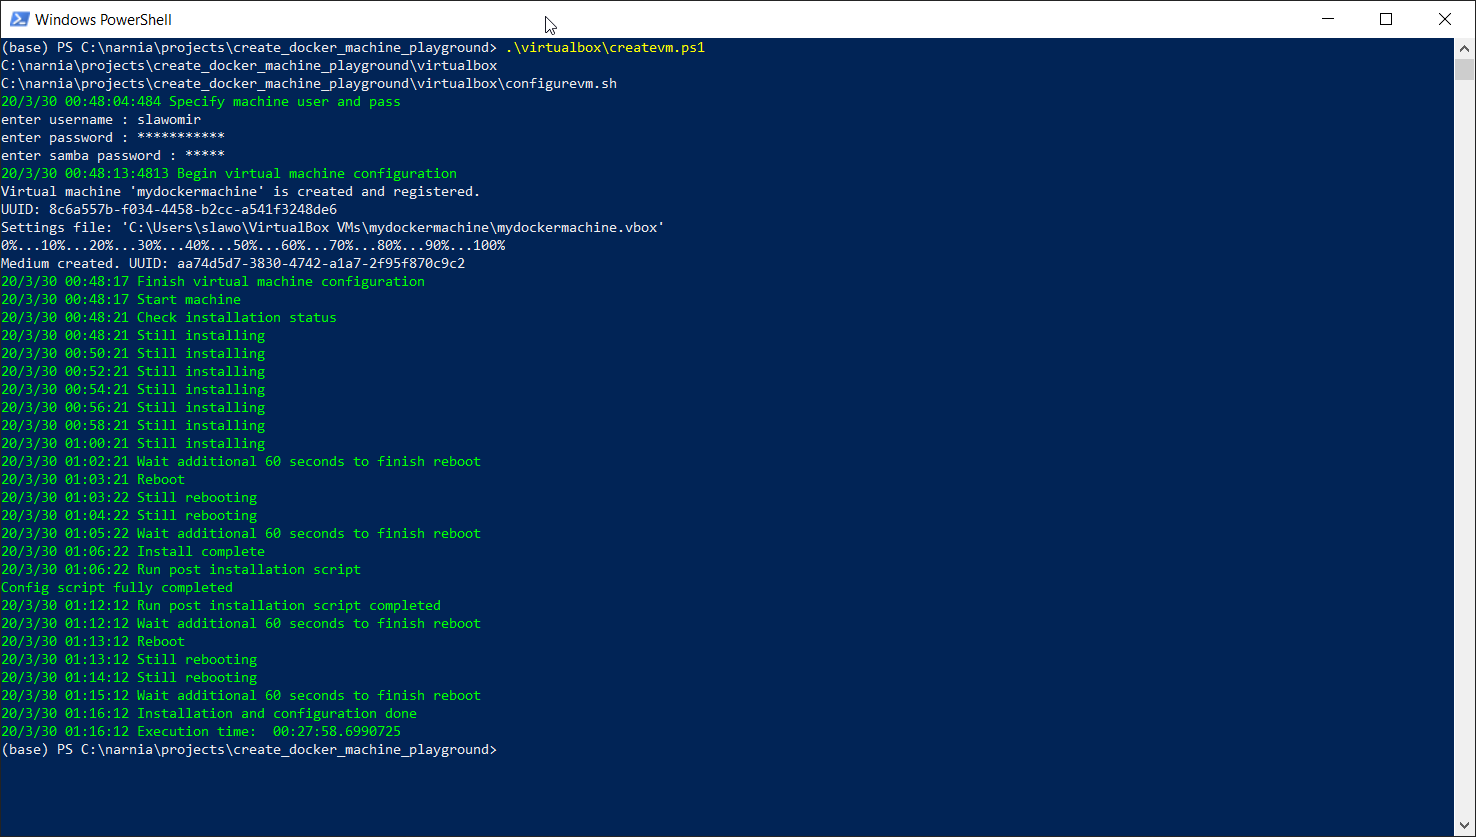 Windows PowerShell
(base) PS C:\narnia\projects\create_docker_machine_playground> .\virtualbox\createvm.ps1
C:\narnia\projects\create_docker_machine_playground\virtualbox
C:\narnia\projects\create_docker_machine_playground\virtualbox\configurevm.sh
20/3/30 00:48:04:484 Specify machine user and pass
enter username : slawomir
enter password : ***********
enter samba password : *****
20/3/30 00:48:13:4813 Begin virtual machine configuration
Virtual machine 'mydockermachine' is created and registered.
UUID: 8c6a557b-f034-4458-b2cc-a541f3248de6
Settings file: 'C:\Users\slawo\VirtualBox VMs\mydockermachine\mydockermachine.vbox'
0%...10%...20%...30%...40%...50%...60%...70%...80%...90%...100%
Medium created. UUID: aa74d5d7-3830-4742-a1a7-2f95f870c9c2
20/3/30 00:48:17 Finish virtual machine configuration
20/3/30 00:48:17 Start machine
20/3/30 00:48:21 Check installation status
20/3/30 00:48:21 Still installing
20/3/30 00:50:21 Still installing
20/3/30 00:52:21 Still installing
20/3/30 00:54:21 Still installing
20/3/30 00:56:21 Still installing
20/3/30 00:58:21 Still installing
20/3/30 01:00:21 Still installing
20/3/30 01:02:21 Wait additional 60 seconds to finish reboot
20/3/30 01:03:21 Reboot
20/3/30 01:03:22 Still rebooting
20/3/30 01:04:22 Still rebooting
20/3/30 01:05:22 Wait additional 60 seconds to finish reboot
20/3/30 01:06:22 Install complete
20/3/30 01:06:22 Run post installation script
Config script fully completed
20/3/30 01:12:12 Run post installation script completed
20/3/30 01:12:12 Wait additional 60 seconds to finish reboot
20/3/30 01:13:12 Reboot
20/3/30 01:13:12 Still rebooting
20/3/30 01:14:12 Still rebooting
20/3/30 01:15:12 Wait additional 60 seconds to finish reboot
20/3/30 01:16:12 Installation and configuration done
20/3/30 01:16:12 Execution time:  00:27:58.6990725
(base) PS C:\narnia\projects\create_docker_machine_playground>